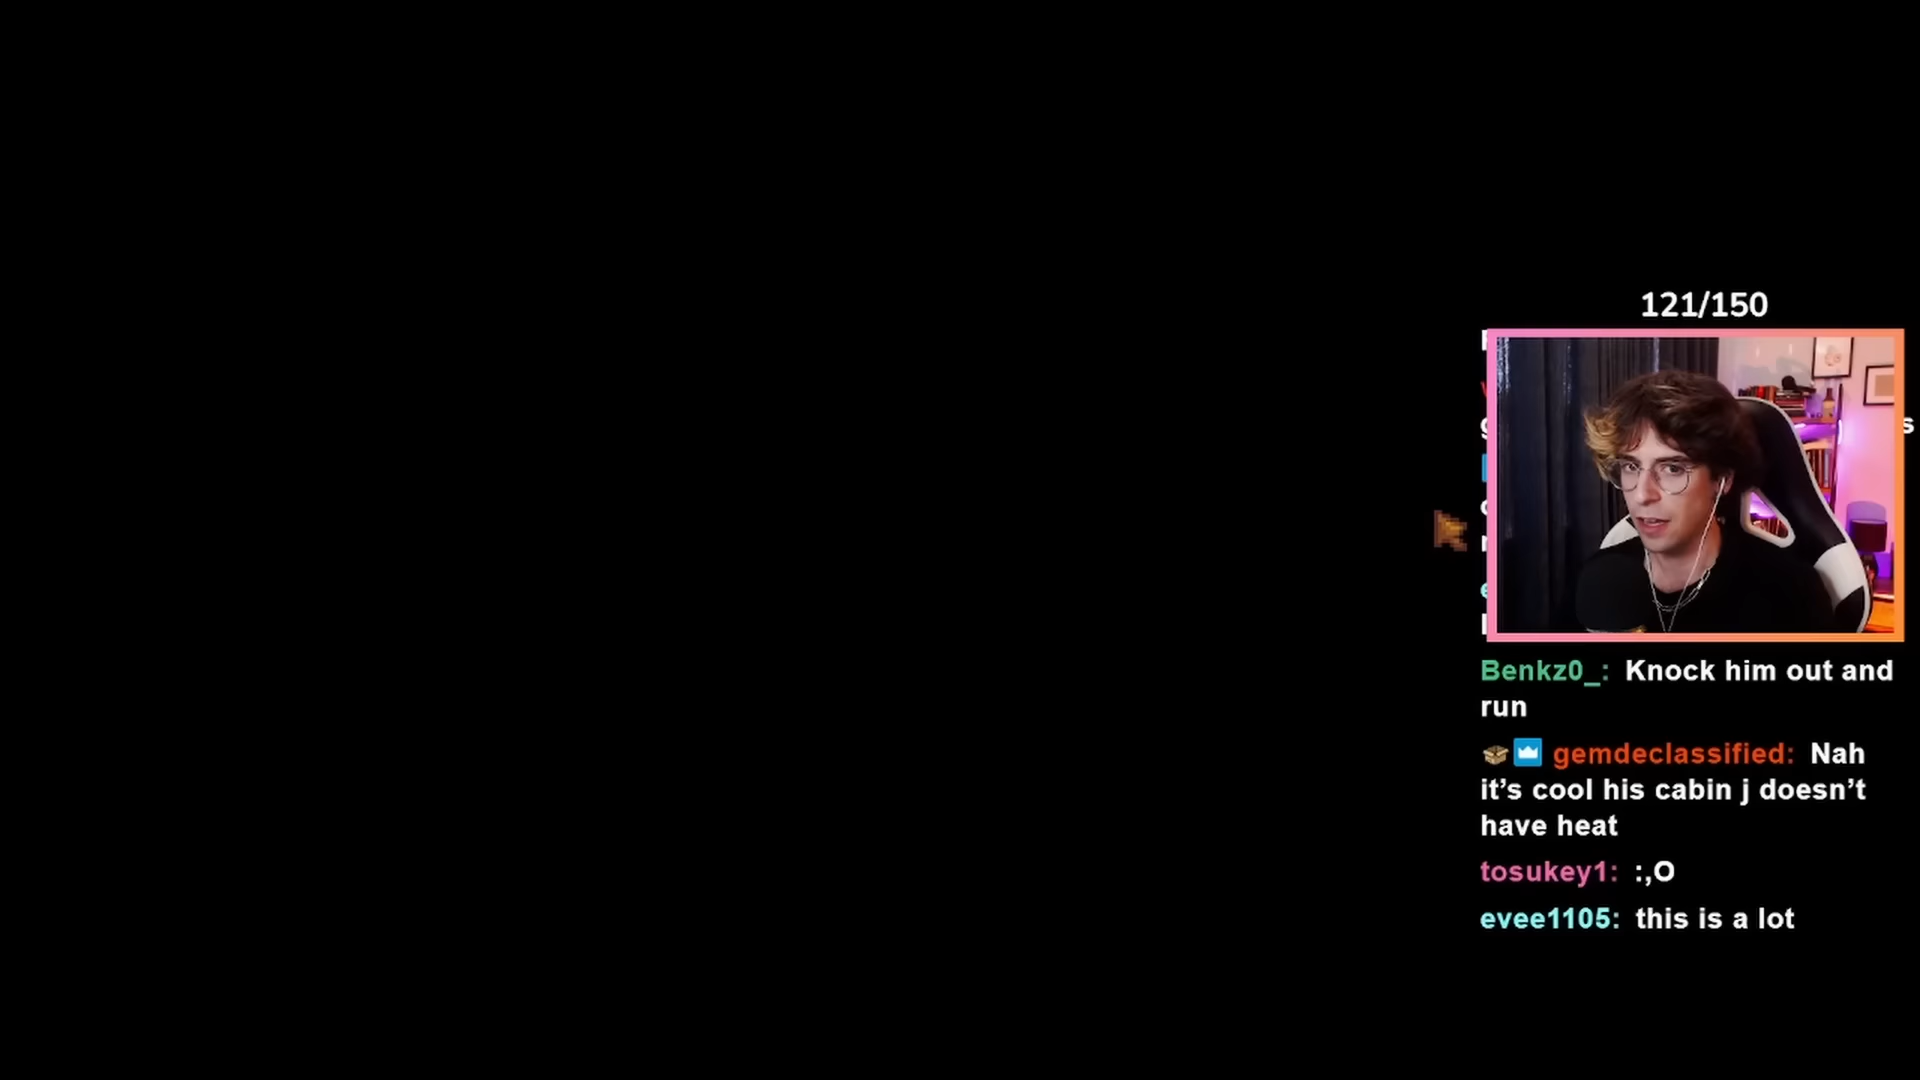 121/150
s
Benkz0_: Knock him out and
run
gemdeclassified: Nah
it’s cool his cabin j doesn’t
have heat
tosukey1: :,O
evee1105: this is a lot